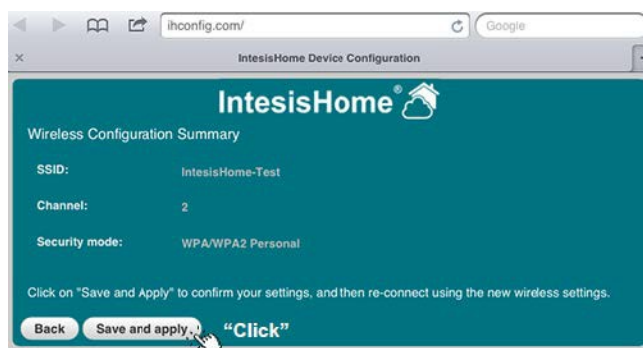 ihconfig.com/
Google
IntesisHome Device Configuration
IntesisHome®
Wireless Configuration Summary
SSID: IntesisHome-Test
Channel: 2
Security mode: WPA/WPA2 Personal
Click on "Save and Apply" to confirm your settings, and then re-connect using the new wireless settings.
Back Save and apply "Click"